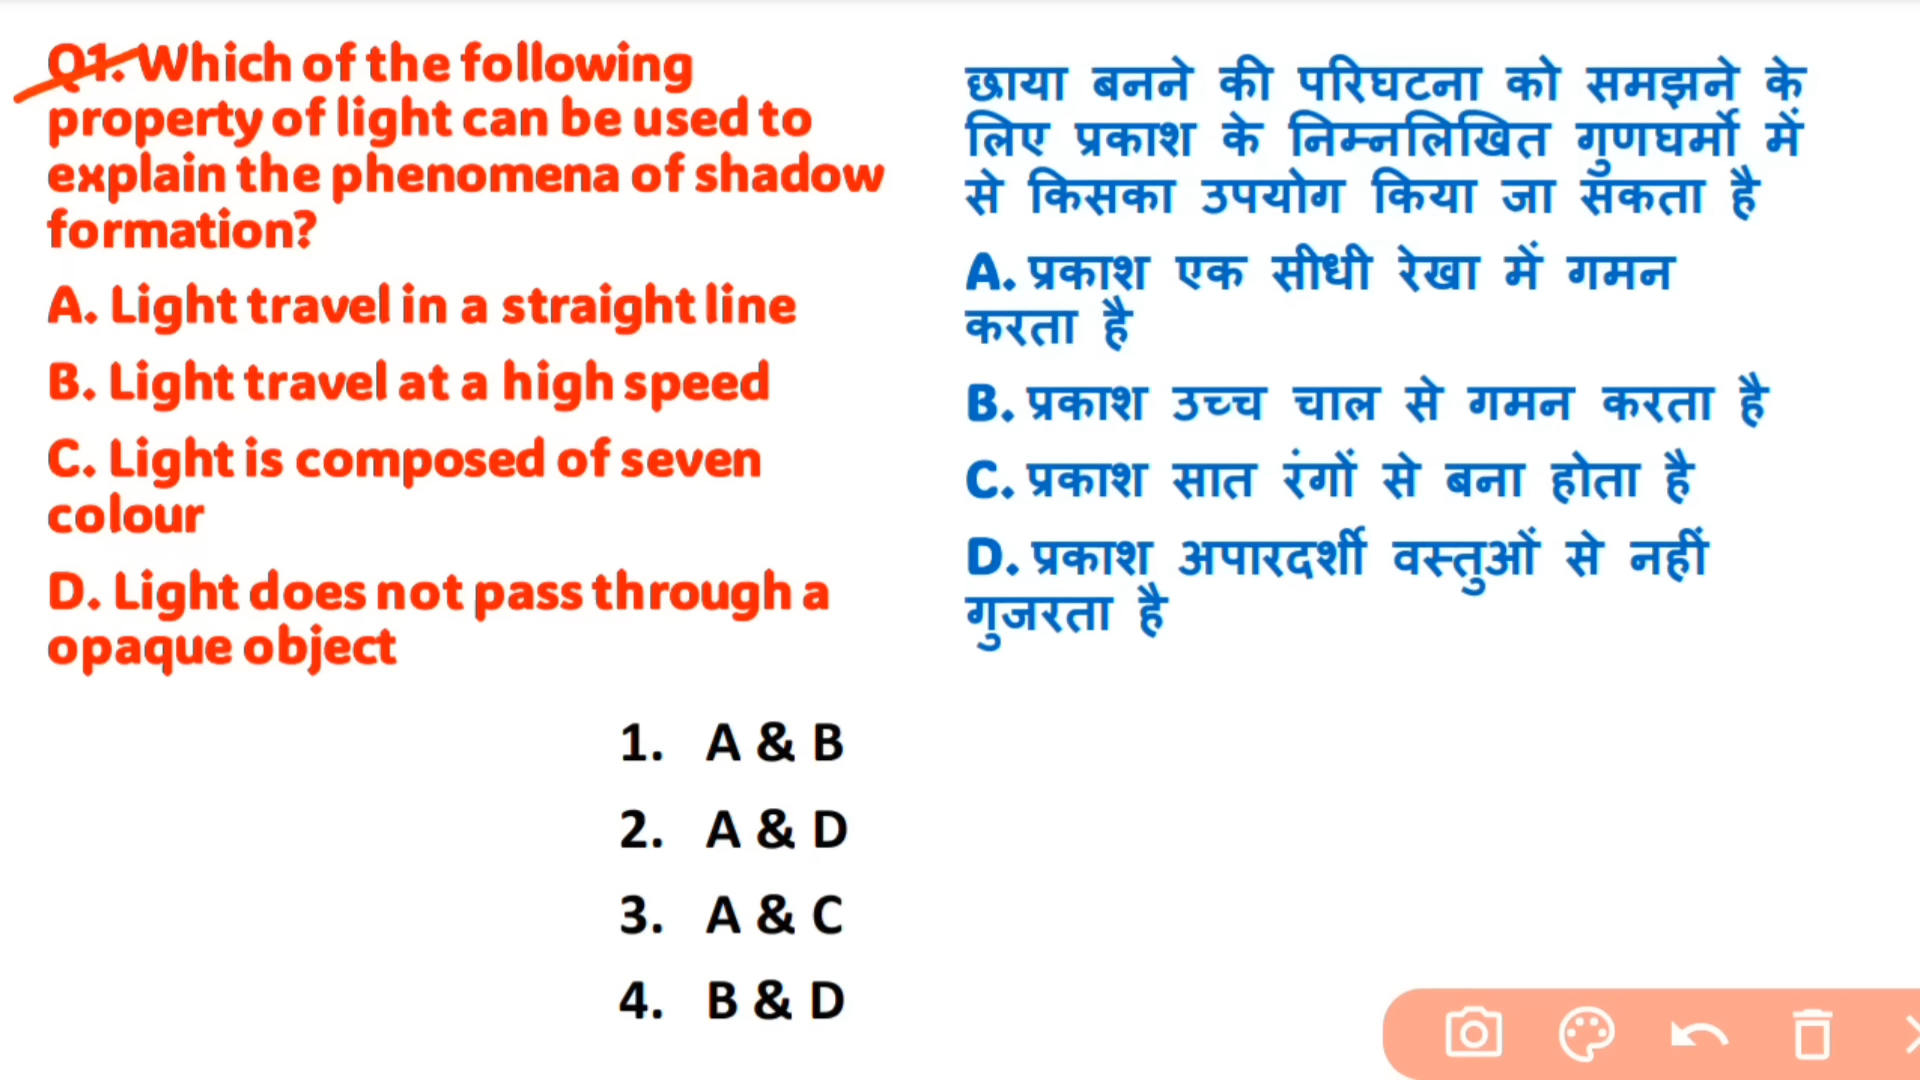 Q1. Which of the following
property of light can be used to
explain the phenomena of shadow
formation?
A. Light travel in a straight line
B. Light travel at a high speed
C. Light is composed of seven
colour
D. Light does not pass through a
opaque object
छाया बनने की परिघटना को समझने के
लिए प्रकाश के निम्नलिखित गुणघर्मो में
से किसका उपयोग किया जा सकता है
A. प्रकाश एक सीधी रेखा में गमन
करता है
B. प्रकाश उच्च चाल से गमन करता है
C. प्रकाश सात रंगों से बना होता है
D. प्रकाश अपारदर्शी वस्तुओं से नहीं
गुजरता है
1. A & B
2. A & D
3. A & C
4. B & D